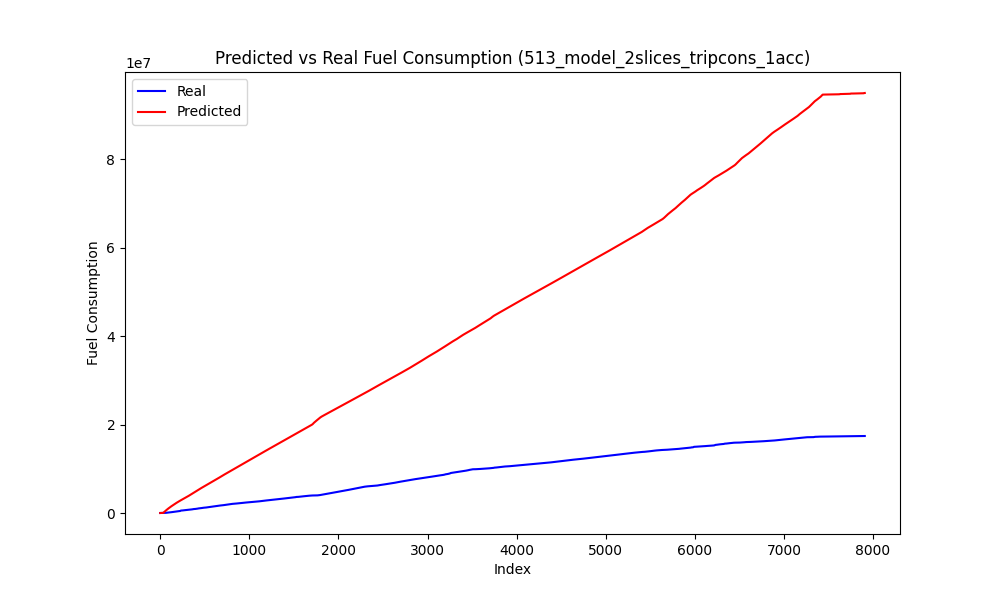 Predicted vs Real Fuel Consumption (513_model_2slices_tripcons_1acc)
1e7
Real
Predicted
8
6
4
2
0
Fuel Consumption
0 1000 2000 3000 4000 5000 6000 7000 8000
Index